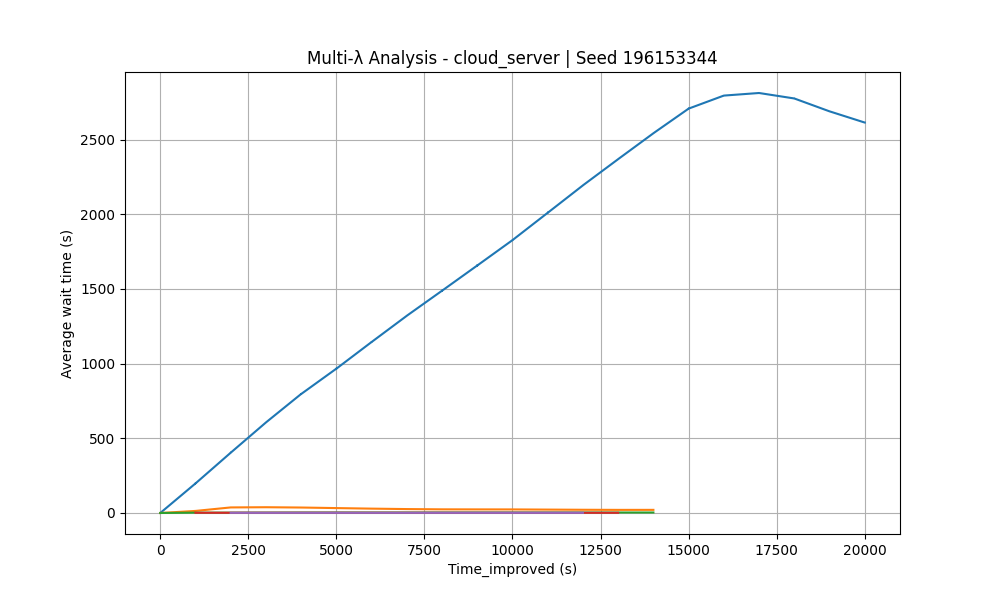 Multi-λ Analysis - cloud_server | Seed 196153344
Average wait time (s)
2500
2000
1500
1000
500
0
0 2500 5000 7500 10000 12500 15000 17500 20000
Time_improved (s)